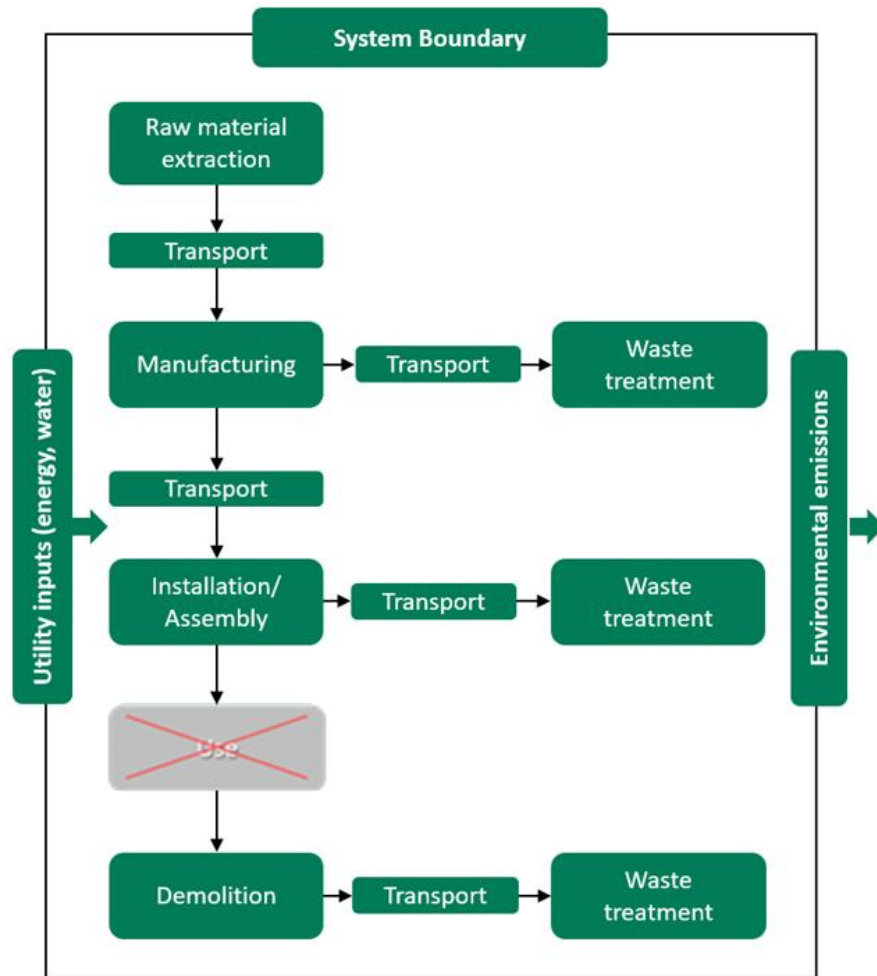 System Boundary
Raw material
extraction
Transport
Manufacturing
Transport
Waste
treatment
Utility inputs (energy, water)
Environmental emissions
Transport
Installation/
Assembly
Transport
Waste
treatment
Use
Demolition
Transport
Waste
treatment